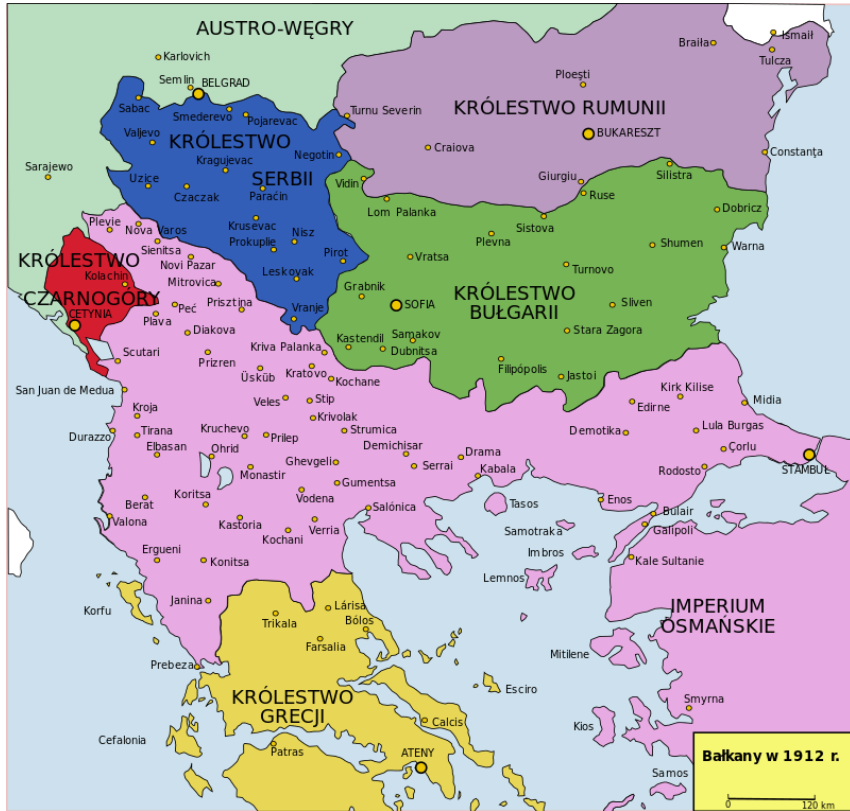 AUSTRO-WĘGRY
Karlovich
Semlin
BELGRAD
Sabac
Smederevo
Pojarevac
Valjevo
KRÓLESTWO
SERBII
Kragujevac
Negotin
Sarajewo
Uzice
Czaczak
Paraćin
Krusevac
Nisz
Prokuplie
Pirot
Leskovak
Vranje
Turnu Severin
Craiova
Ploeşti
KRÓLESTWO RUMUNII
BUKARESZT
Braiła
Ismaił
Tulcza
Constanţa
Giurgiu
Ruse
Silistra
Vidin
Lom Palanka
Sistova
Dobricz
Plevna
Vratsa
Shumen
Warna
Turnovo
Grabnik
SOFIA
KRÓLESTWO
BUŁGARII
Sliven
Samakov
Stara Zagora
Kastendil
Dubnitsa
Filipópolis
Jastoi
Plevie
Nova Varos
Sienitsa
KRÓLESTWO
CZARNOGÓRY
Kolachin
CETYNIA
Novi Pazar
Mitrovica
Peć
Prisztina
Plava
Diakova
Scutari
Prizren
Kriva Palanka
San Juan de Medua
Üsküb
Kratovo
Kochane
Veles
Stip
Kroja
Krivolak
Durazzo
Tirana
Kruchevo
Prilep
Strumica
Elbasan
Ohrid
Demichisar
Drama
Ghevgeli
Serrai
Kabala
Monastir
Gumentsa
Berat
Koritsa
Vodena
Salónica
Valona
Kastoria
Verria
Kochani
Ergueni
Konitsa
Janina
Korfu
Prebeza
Kirk Kilise
Midia
Edirne
Demotika
Lula Burgas
Çorlu
STAMBUŁ
Rodosto
Enos
Tasos
Bulair
Samotraka
Galipoli
Imbros
Kale Sultanie
Lemnos
IMPERIUM
OSMAŃSKIE
Mitilene
Smyrna
Kios
Samos
Lárisa
Trikala
Bólos
Farsalia
KRÓLESTWO
GRECJI
Esciro
Calcis
Cefalonia
Patras
ATENY
Bałkany w 1912 r.
0
120 km